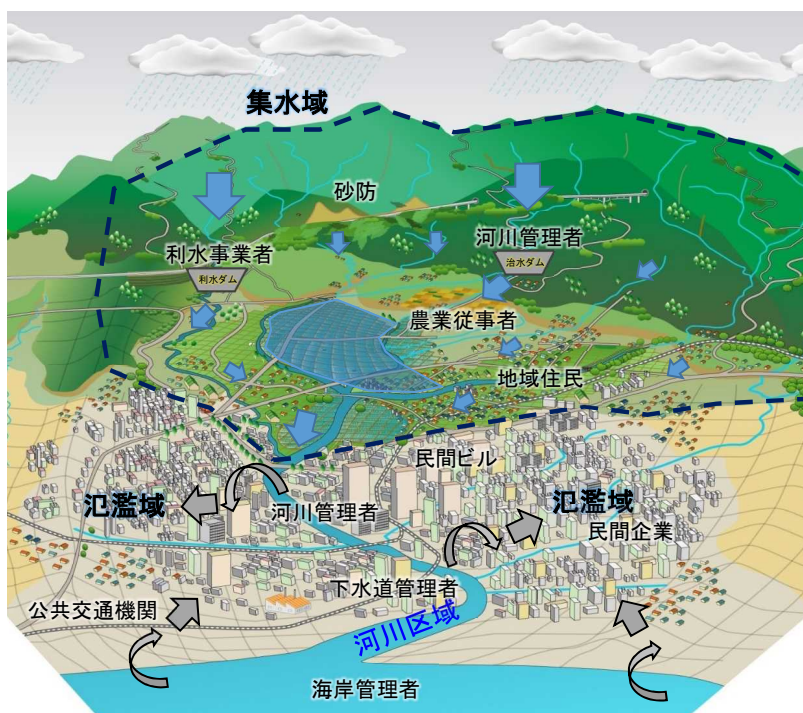 集水域
砂防
利水事業者
利水ダム
河川管理者
治水ダム
農業従事者
地域住民
民間ビル
氾濫域
河川管理者
氾濫域
民間企業
下水道管理者
公共交通機関
河川区域
海岸管理者